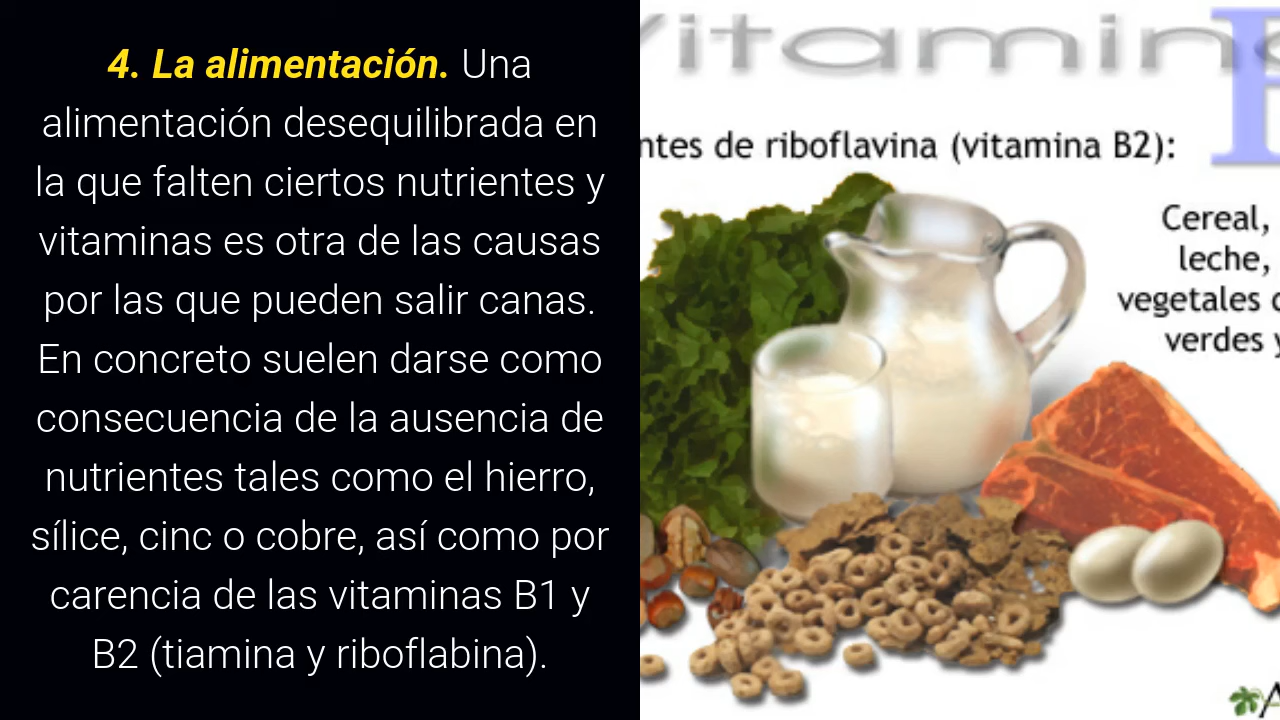 4. La alimentación. Una
alimentación desequilibrada en
la que falten ciertos nutrientes y
vitaminas es otra de las causas
por las que pueden salir canas.
En concreto suelen darse como
consecuencia de la ausencia de
nutrientes tales como el hierro,
sílice, cinc o cobre, así como por
carencia de las vitaminas B1 y
B2 (tiamina y riboflabina).
Vitamin
ntes de riboflavina (vitamina B2):
Cereal,
leche,
vegetales
verdes y